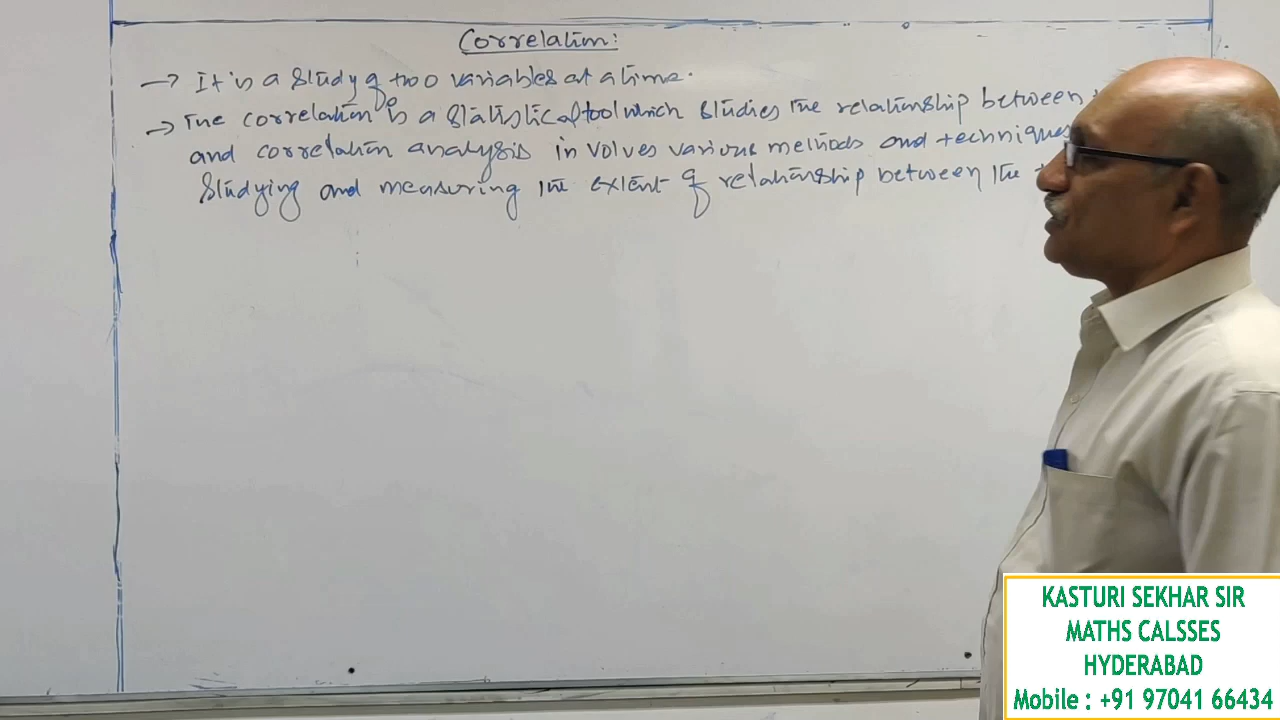 Correlation:
→ It is a study of two variables at a time.
→ The correlation is a statistical tool which studies the relationship between
and correlation analysis involves various methods and techniques
studying and measuring the extent of relationship between the
KASTURI SEKHAR SIR
MATHS CALSSES
HYDERABAD
Mobile : +91 97041 66434